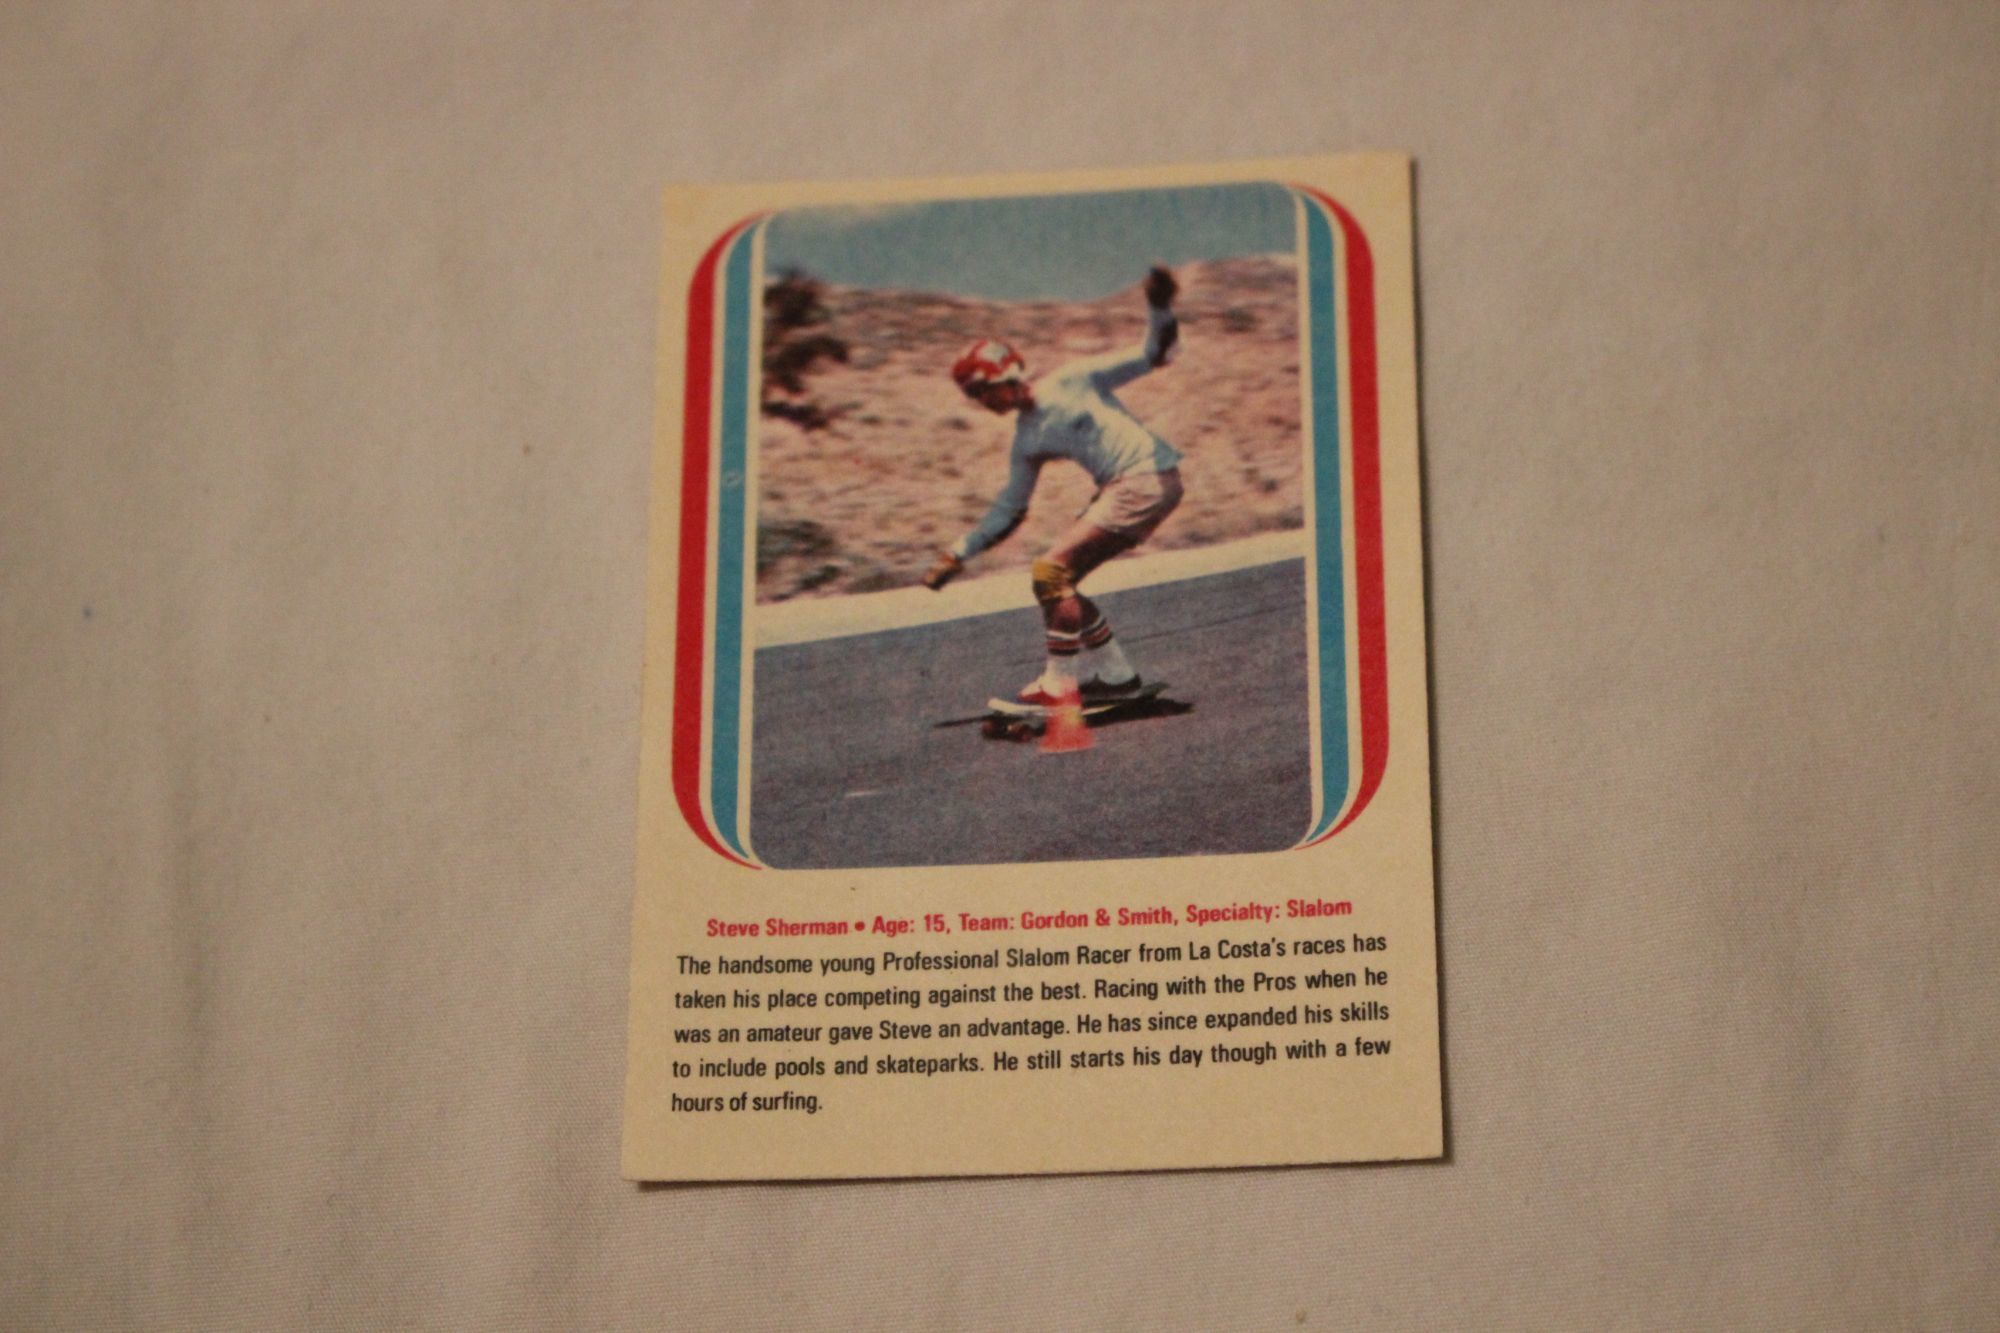 Steve Sherman • Age: 15, Team: Gordon & Smith, Specialty: Slalom
The handsome young Professional Slalom Racer from La Costa's races has
taken his place competing against the best. Racing with the Pros when he
was an amateur gave Steve an advantage. He has since expanded his skills
to include pools and skateparks. He still starts his day though with a few
hours of surfing.